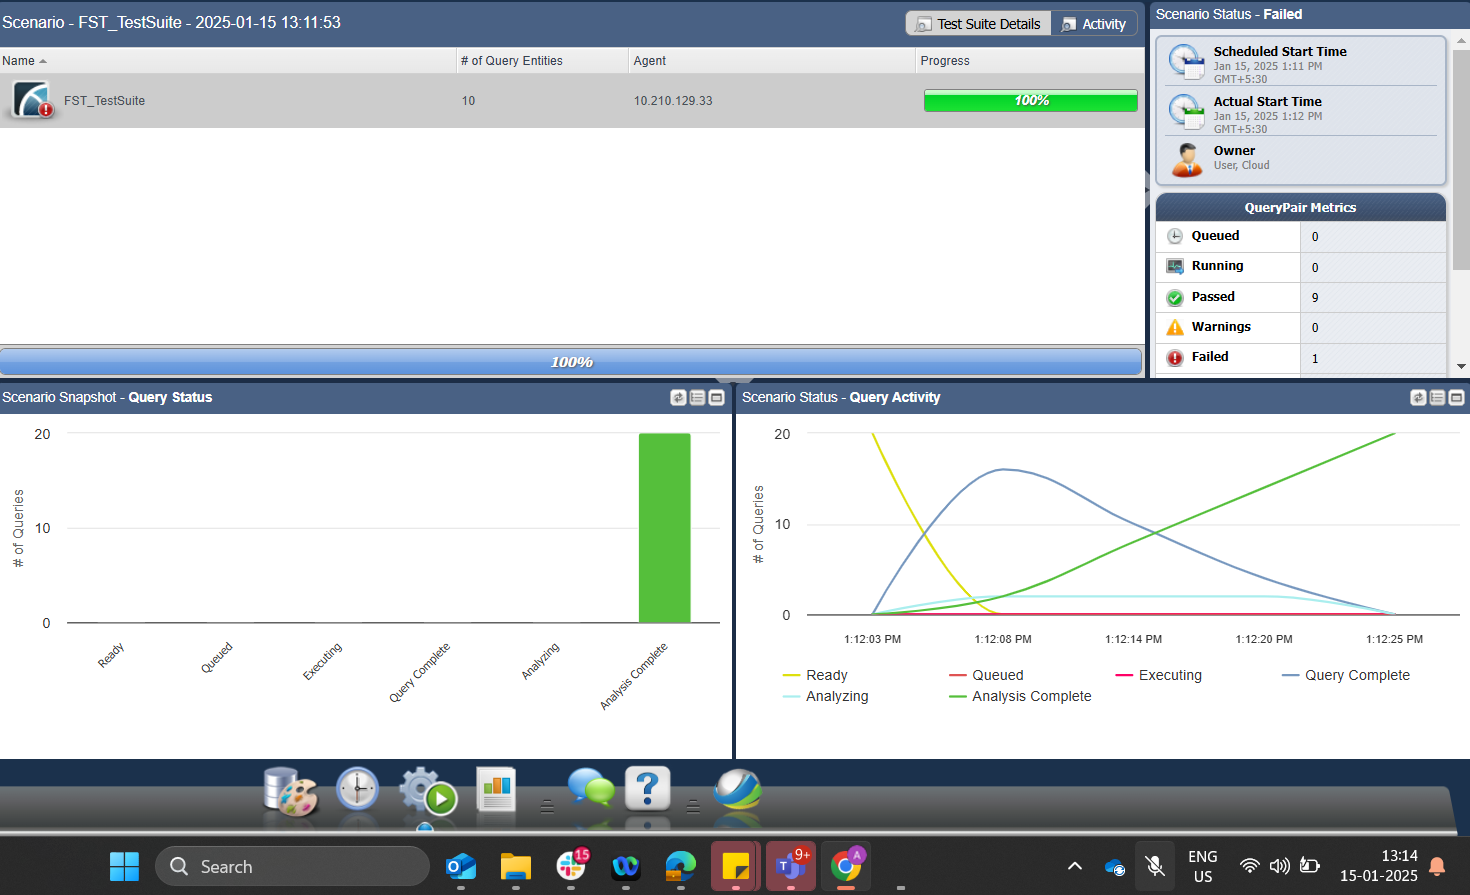 Scenario - FST_TestSuite - 2025-01-15 13:11:53
Test Suite Details
Activity
Name
# of Query Entities
Agent
Progress
FST_TestSuite
10
10.210.129.33
100%
100%
Scenario Status - Failed
Scheduled Start Time
Jan 15, 2025 1:11 PM
GMT+5:30
Actual Start Time
Jan 15, 2025 1:12 PM
GMT+5:30
Owner
User, Cloud
QueryPair Metrics
Queued 0
Running 0
Passed 9
Warnings 0
Failed 1
Scenario Snapshot - Query Status
20
10
0
# of Queries
Ready
Queued
Executing
Query Complete
Analyzing
Analysis Complete
Scenario Status - Query Activity
20
10
0
# of Queries
1:12:03 PM
1:12:08 PM
1:12:14 PM
1:12:20 PM
1:12:25 PM
Ready
Queued
Executing
Query Complete
Analyzing
Analysis Complete
?
Search
15
9+
T
A
ENG
US
13:14
15-01-2025